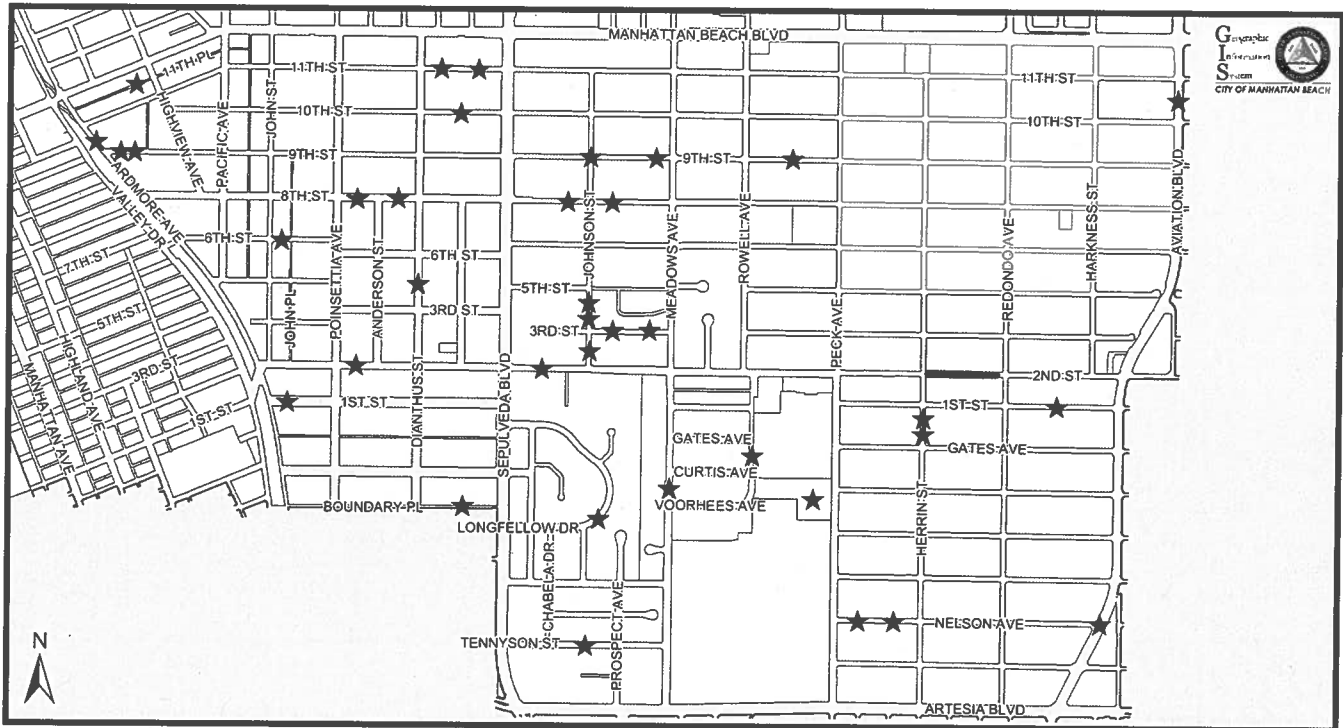 MANHATTAN BEACH BLVD
Geographic
Information
System
CITY OF MANHATTAN BEACH
11TH PL
11TH ST
11TH ST
JOHN ST
HIGHVIEW AVE
PACIFIC AVE
10TH ST
10TH ST
9TH ST
9TH ST
AVIATION BLVD
ARDMORE AVE
VALLEY DR
8TH ST
JOHNSON ST
MEADOWS AVE
ROWELL AVE
HARKNESS ST
6TH ST
6TH ST
7TH ST
POINSETTIA AVE
ANDERSON ST
REDONDO AVE
5TH ST
5TH ST
3RD ST
3RD ST
3RD ST
JOHN PL
PECK AVE
HIGHLAND AVE
MANHATTAN AVE
DIANTHUS ST
SEPULVEDA BLVD
2ND ST
1ST ST
1ST ST
1ST ST
GATES AVE
GATES AVE
CURTIS AVE
VOORHEES AVE
BOUNDARY PL
LONGFELLOW DR
HERRIN ST
CHABELA DR
PROSPECT AVE
NELSON AVE
TENNYSON ST
N
ARTESIA BLVD